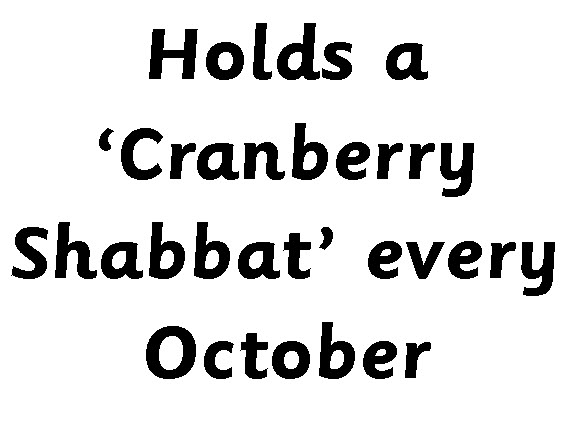 Holds a
‘Cranberry
Shabbat’ every
October